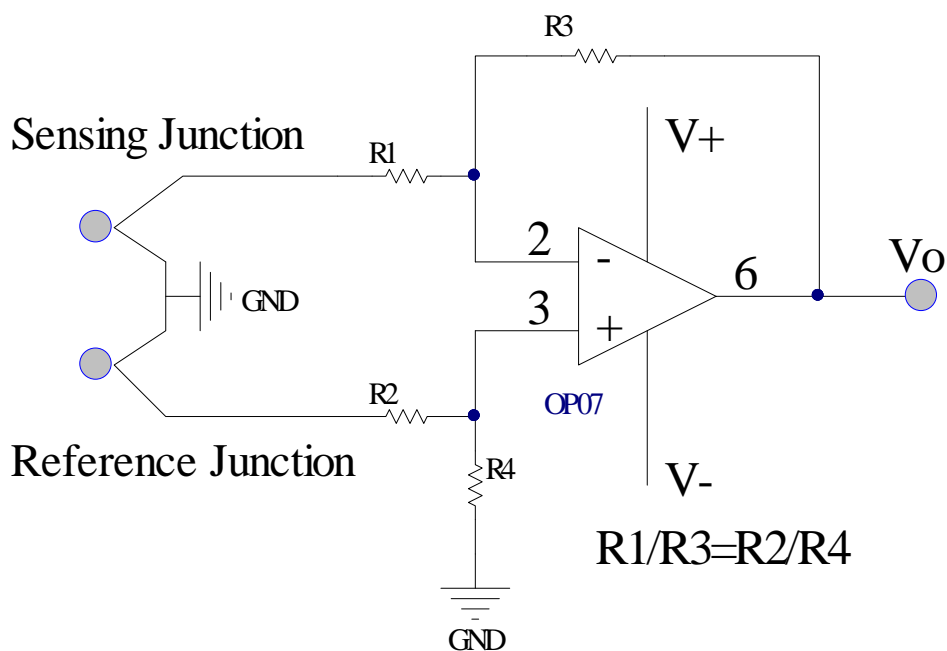 R3
Sensing Junction
V+
R1
2
-
6
Vo
GND
3
+
R2
OP07
Reference Junction
R4
V-
R1/R3=R2/R4
GND